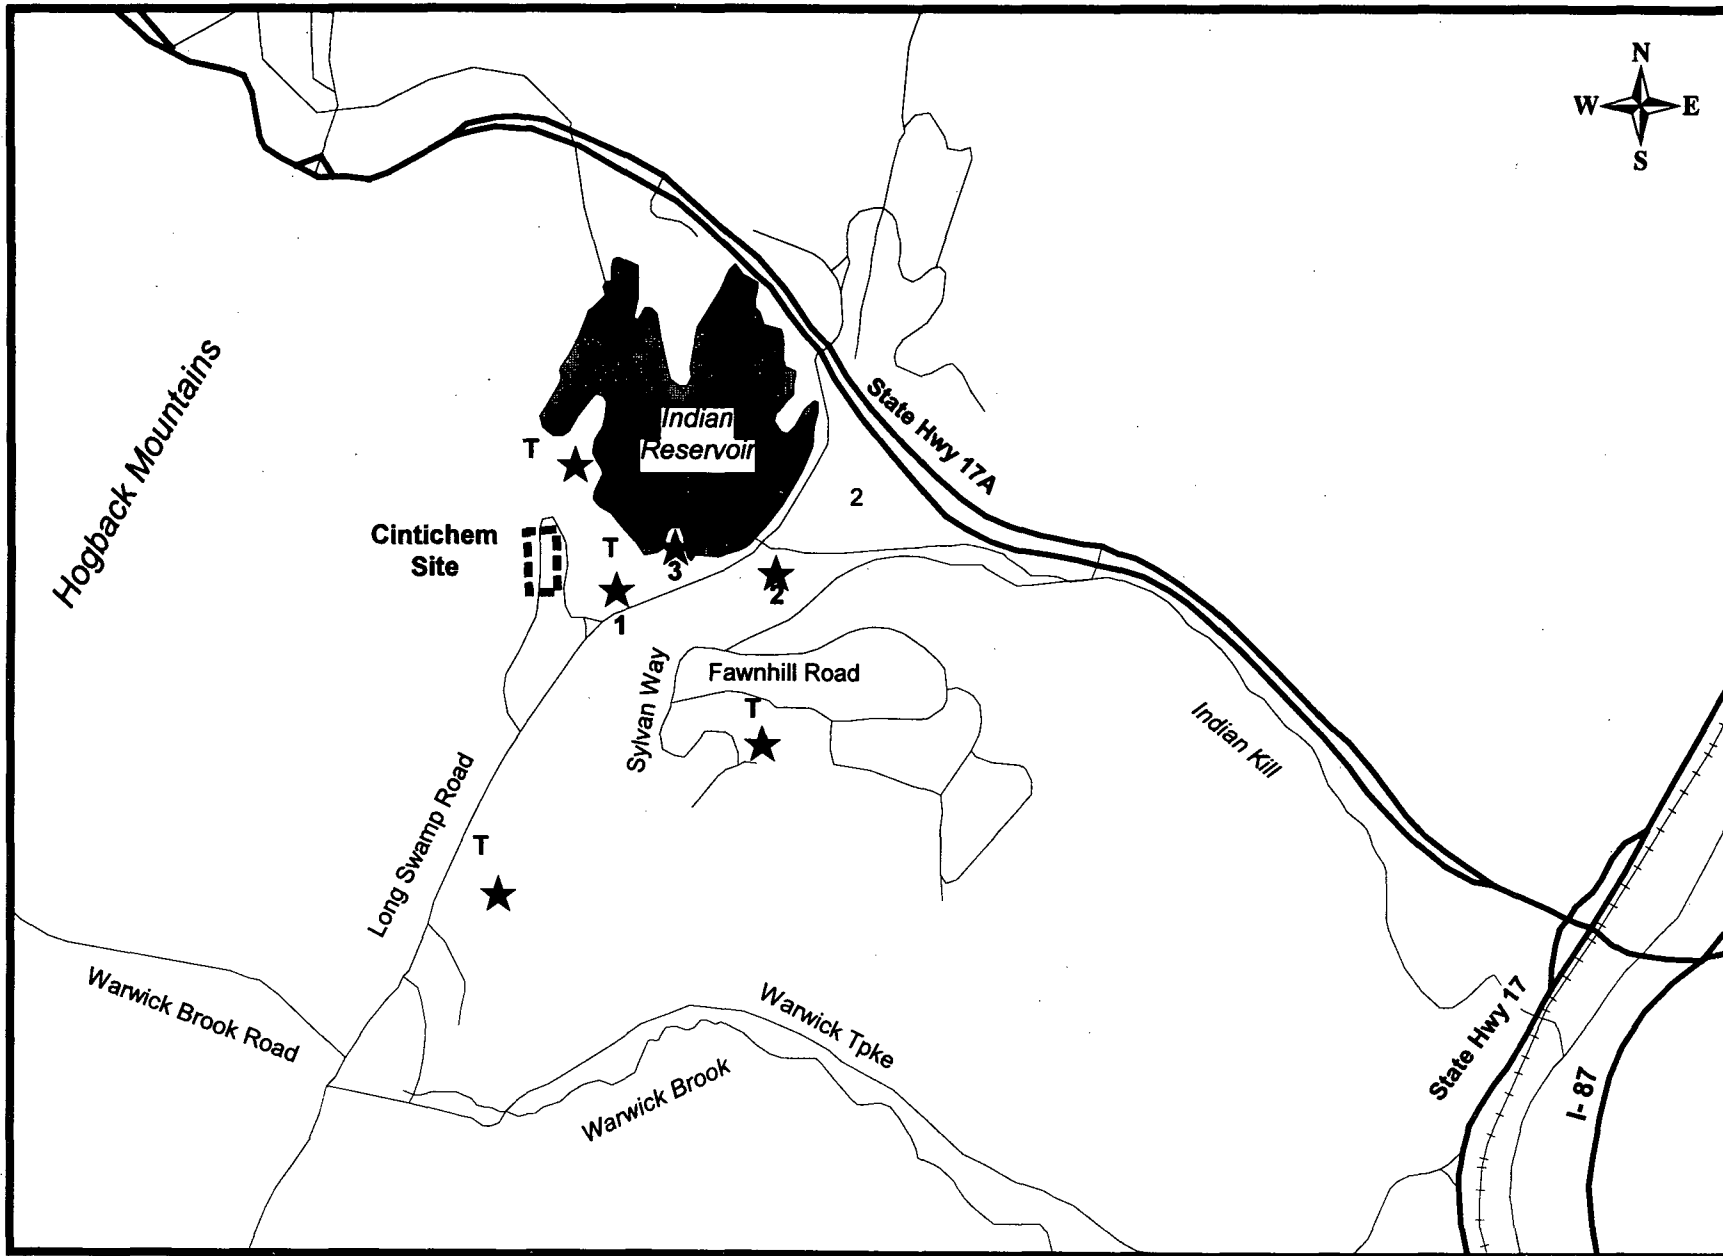 N
W E
S
Hogback Mountains
Indian
Reservoir
State Hwy 17A
T
2
Cintichem
Site
T
3
2
1
Sylvan Way
Fawnhill Road
T
Indian Kill
Long Swamp Road
T
Warwick Brook Road
Warwick Tpke
Warwick Brook
State Hwy 17
I- 87